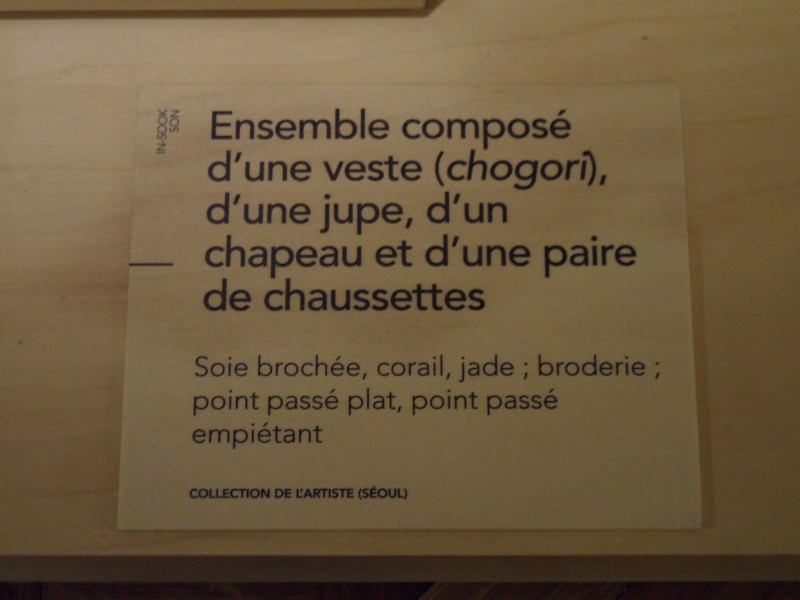 IN-SOOK
SON
Ensemble composé
d'une veste (chogori),
d'une jupe, d'un
chapeau et d'une paire
de chaussettes
Soie brochée, corail, jade ; broderie ;
point passé plat, point passé
empiétant
COLLECTION DE L'ARTISTE (SÉOUL)